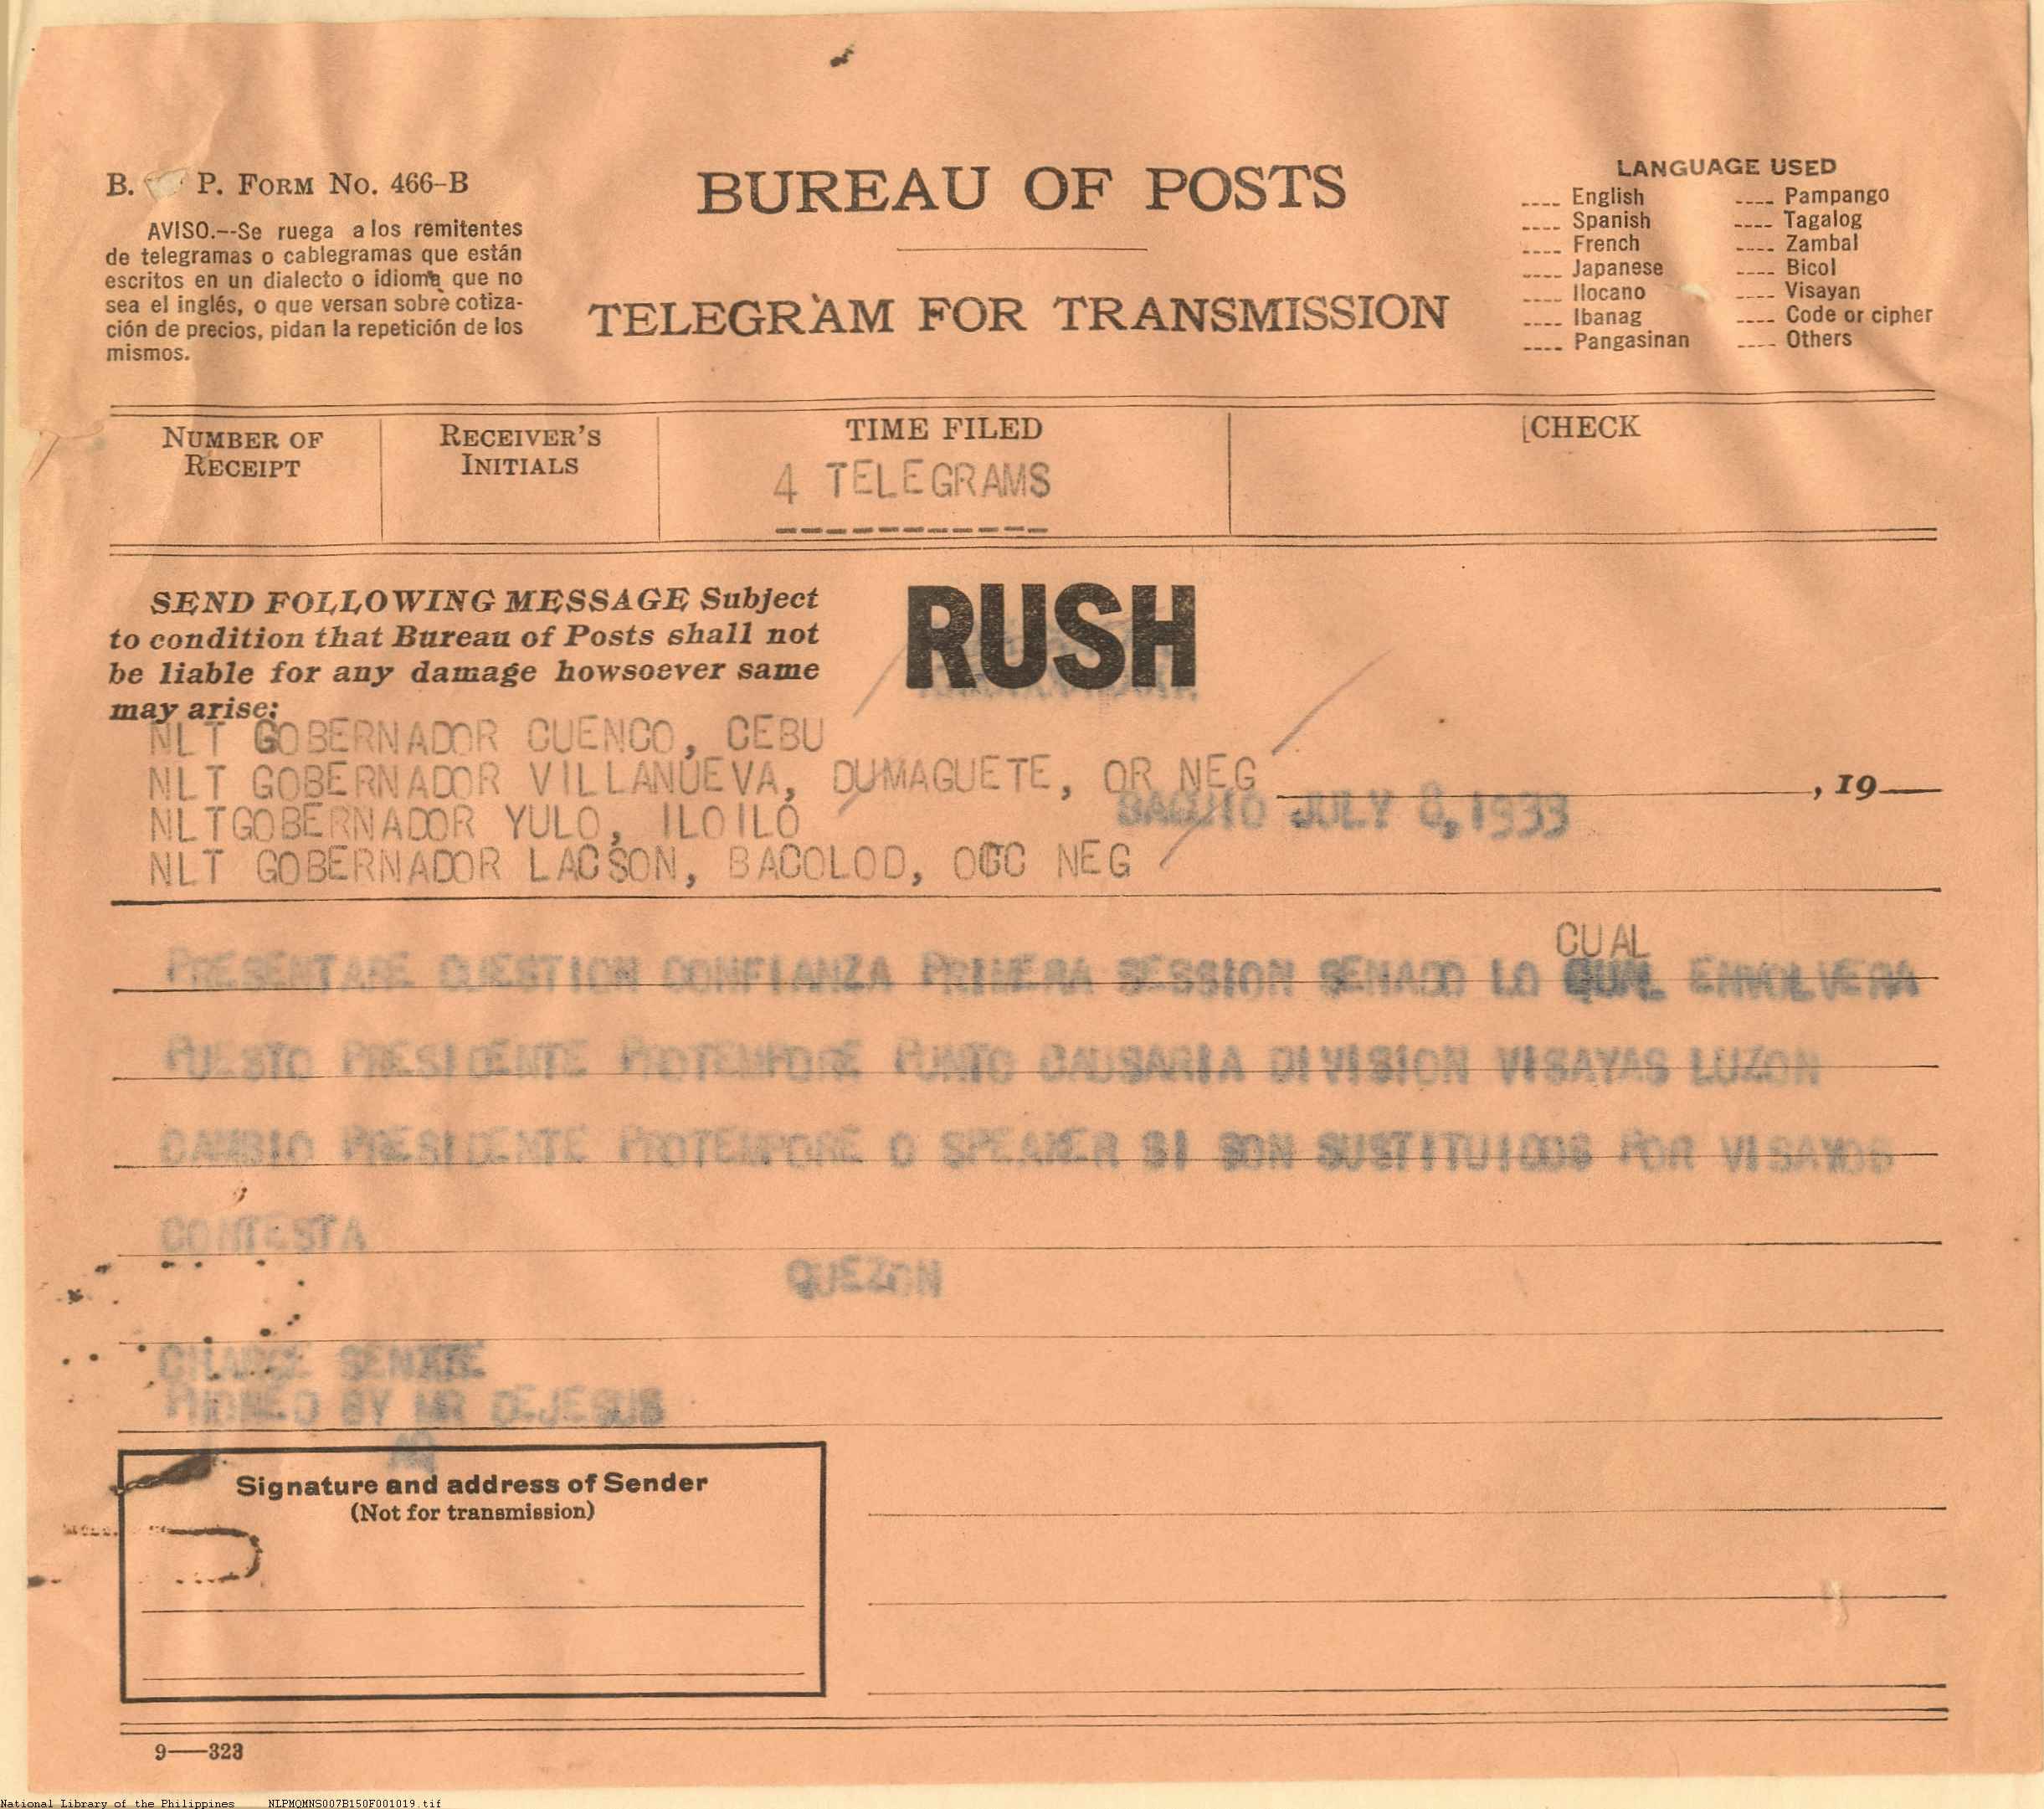 B. P. FORM NO. 466-B
AVISO.--Se ruega a los remitentes
de telegramas o cablegramas que están
escritos en un dialecto o idioma que no
sea el inglés, o que versan sobre cotiza-
ción de precios, pidan la repetición de los
mismos.
BUREAU OF POSTS
TELEGRAM FOR TRANSMISSION
LANGUAGE USED
---- English ---- Pampango
---- Spanish ---- Tagalog
---- French ---- Zambal
---- Japanese ---- Bicol
---- Ilocano ---- Visayan
---- Ibanag ---- Code or cipher
---- Pangasinan ---- Others
NUMBER OF
RECEIPT
RECEIVER'S
INITIALS
TIME FILED
4 TELEGRAMS
CHECK
SEND FOLLOWING MESSAGE Subject
to condition that Bureau of Posts shall not
be liable for any damage howsoever same
may arise:
RUSH
NLT GOBERNADOR CUENCO, CEBU
NLT GOBERNADOR VILLANUEVA, DUMAGUETE, OR NEG
, 19
NLTGOBERNADOR YULO, ILOILO
BAGUIO JULY 8, 1933
NLT GOBERNADOR LACSON, BACOLOD, OCC NEG
CUAL
PRESENTARE CUESTION CONFIANZA PRIMERA SESSION SENADO LO QUAL ENVOLVERA
PUESTO PRESIDENTE PROTEMPORE PUNTO CAUSARIA DIVISION VISAYAS LUZON
CAMBIO PRESIDENTE PROTEMPORE O SPEAKER SI SON SUSTITUIDOS POR VISAYOS
CONTESTA
QUEZON
CHARGE SENATE
PHONED BY MR DEJESUS
Signature and address of Sender
(Not for transmission)
9—323
National Library of the Philippines NLPMQMNS007B150F001019.tif